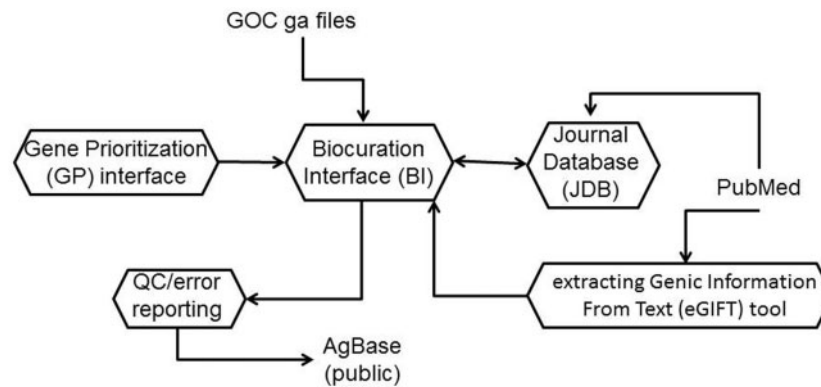 GOC ga files
Gene Prioritization
(GP) interface
Biocuration
Interface (BI)
Journal
Database
(JDB)
PubMed
QC/error
reporting
extracting Genic Information
From Text (eGIFT) tool
AgBase
(public)